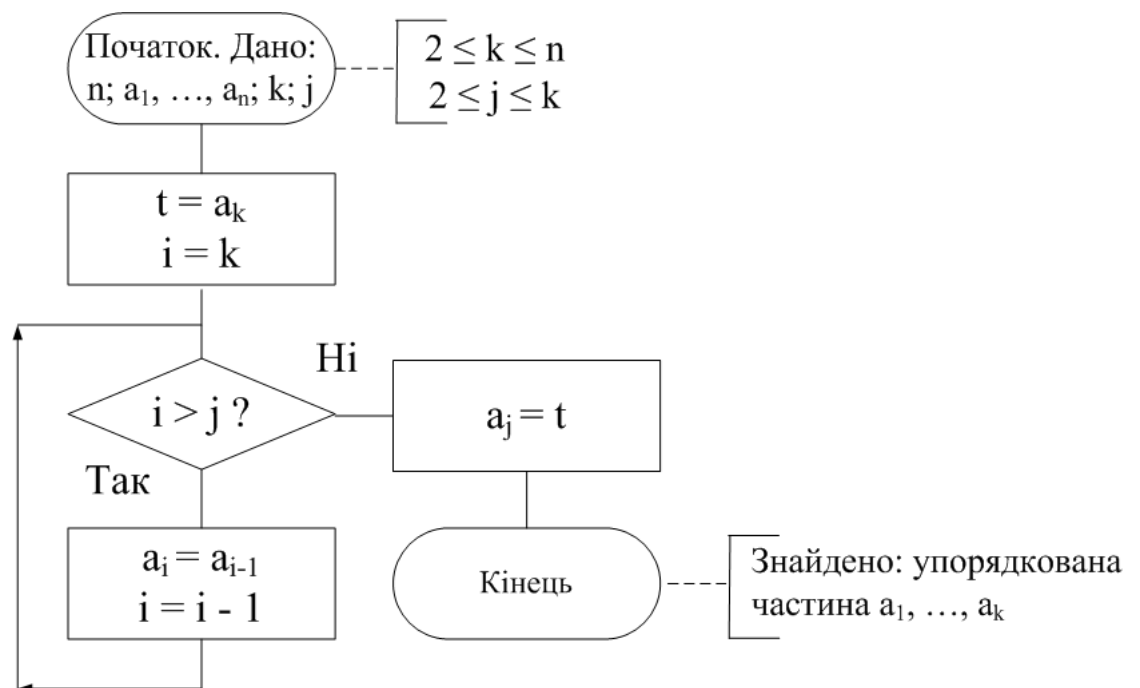 Початок. Дано:
n; a₁, …, aₙ; k; j
2 ≤ k ≤ n
2 ≤ j ≤ k
t = aₖ
i = k
Ні
i > j ?
aⱼ = t
Так
aᵢ = aᵢ₋₁
i = i - 1
Кінець
Знайдено: упорядкована
частина a₁, …, aₖ